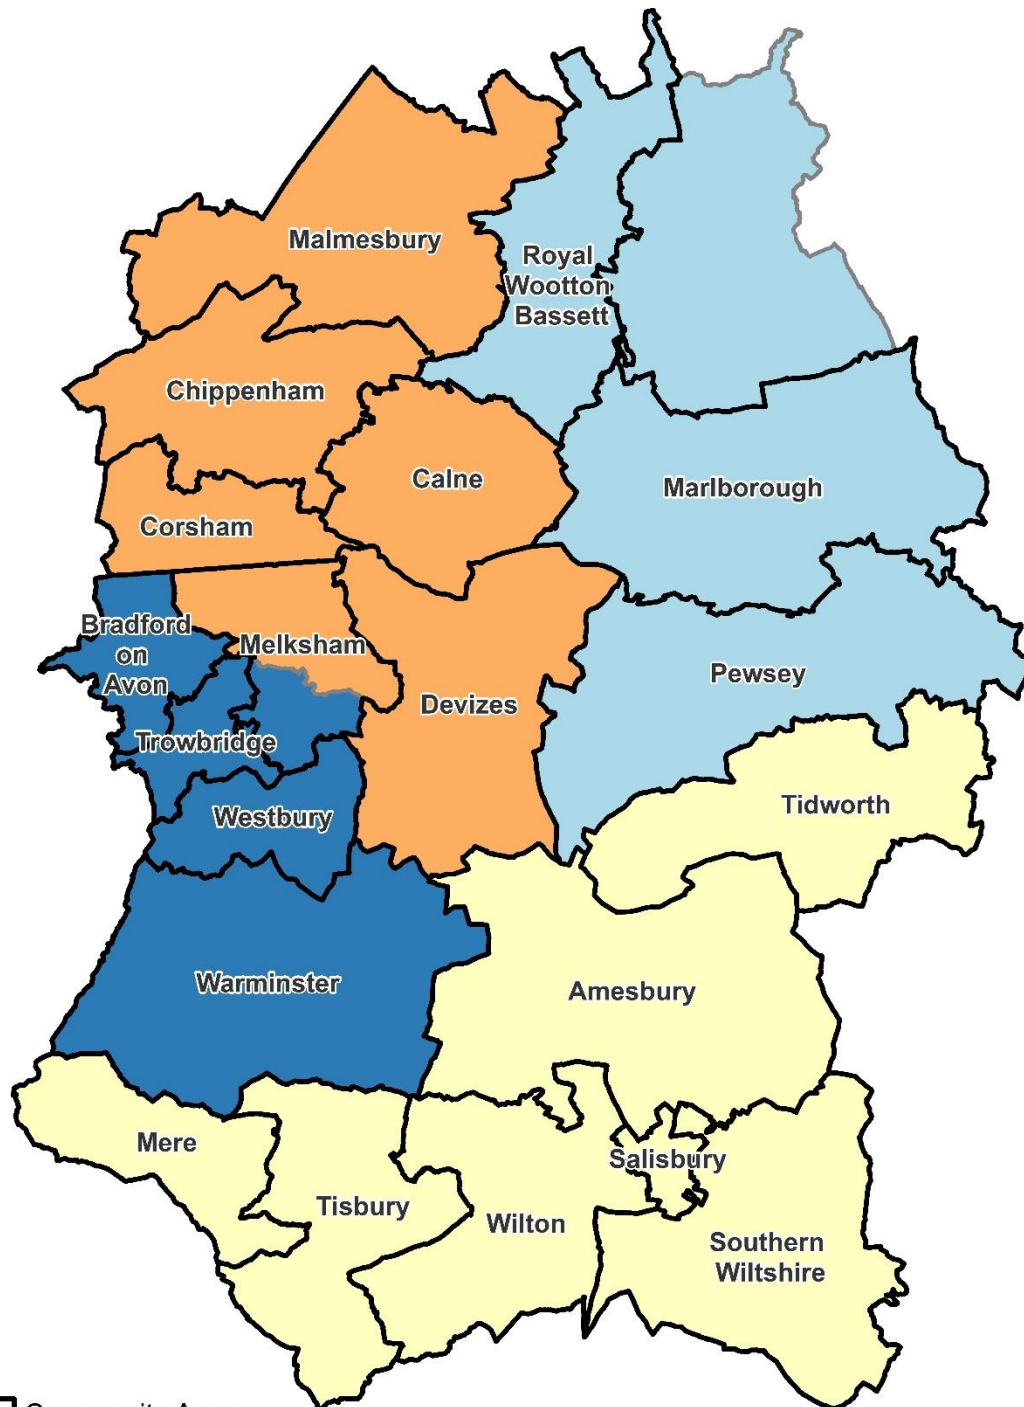 Malmesbury
Royal
Wootton
Bassett
Chippenham
Calne
Marlborough
Corsham
Bradford
on
Avon
Melksham
Pewsey
Devizes
Trowbridge
Tidworth
Westbury
Warminster
Amesbury
Mere
Salisbury
Tisbury
Wilton
Southern
Wiltshire